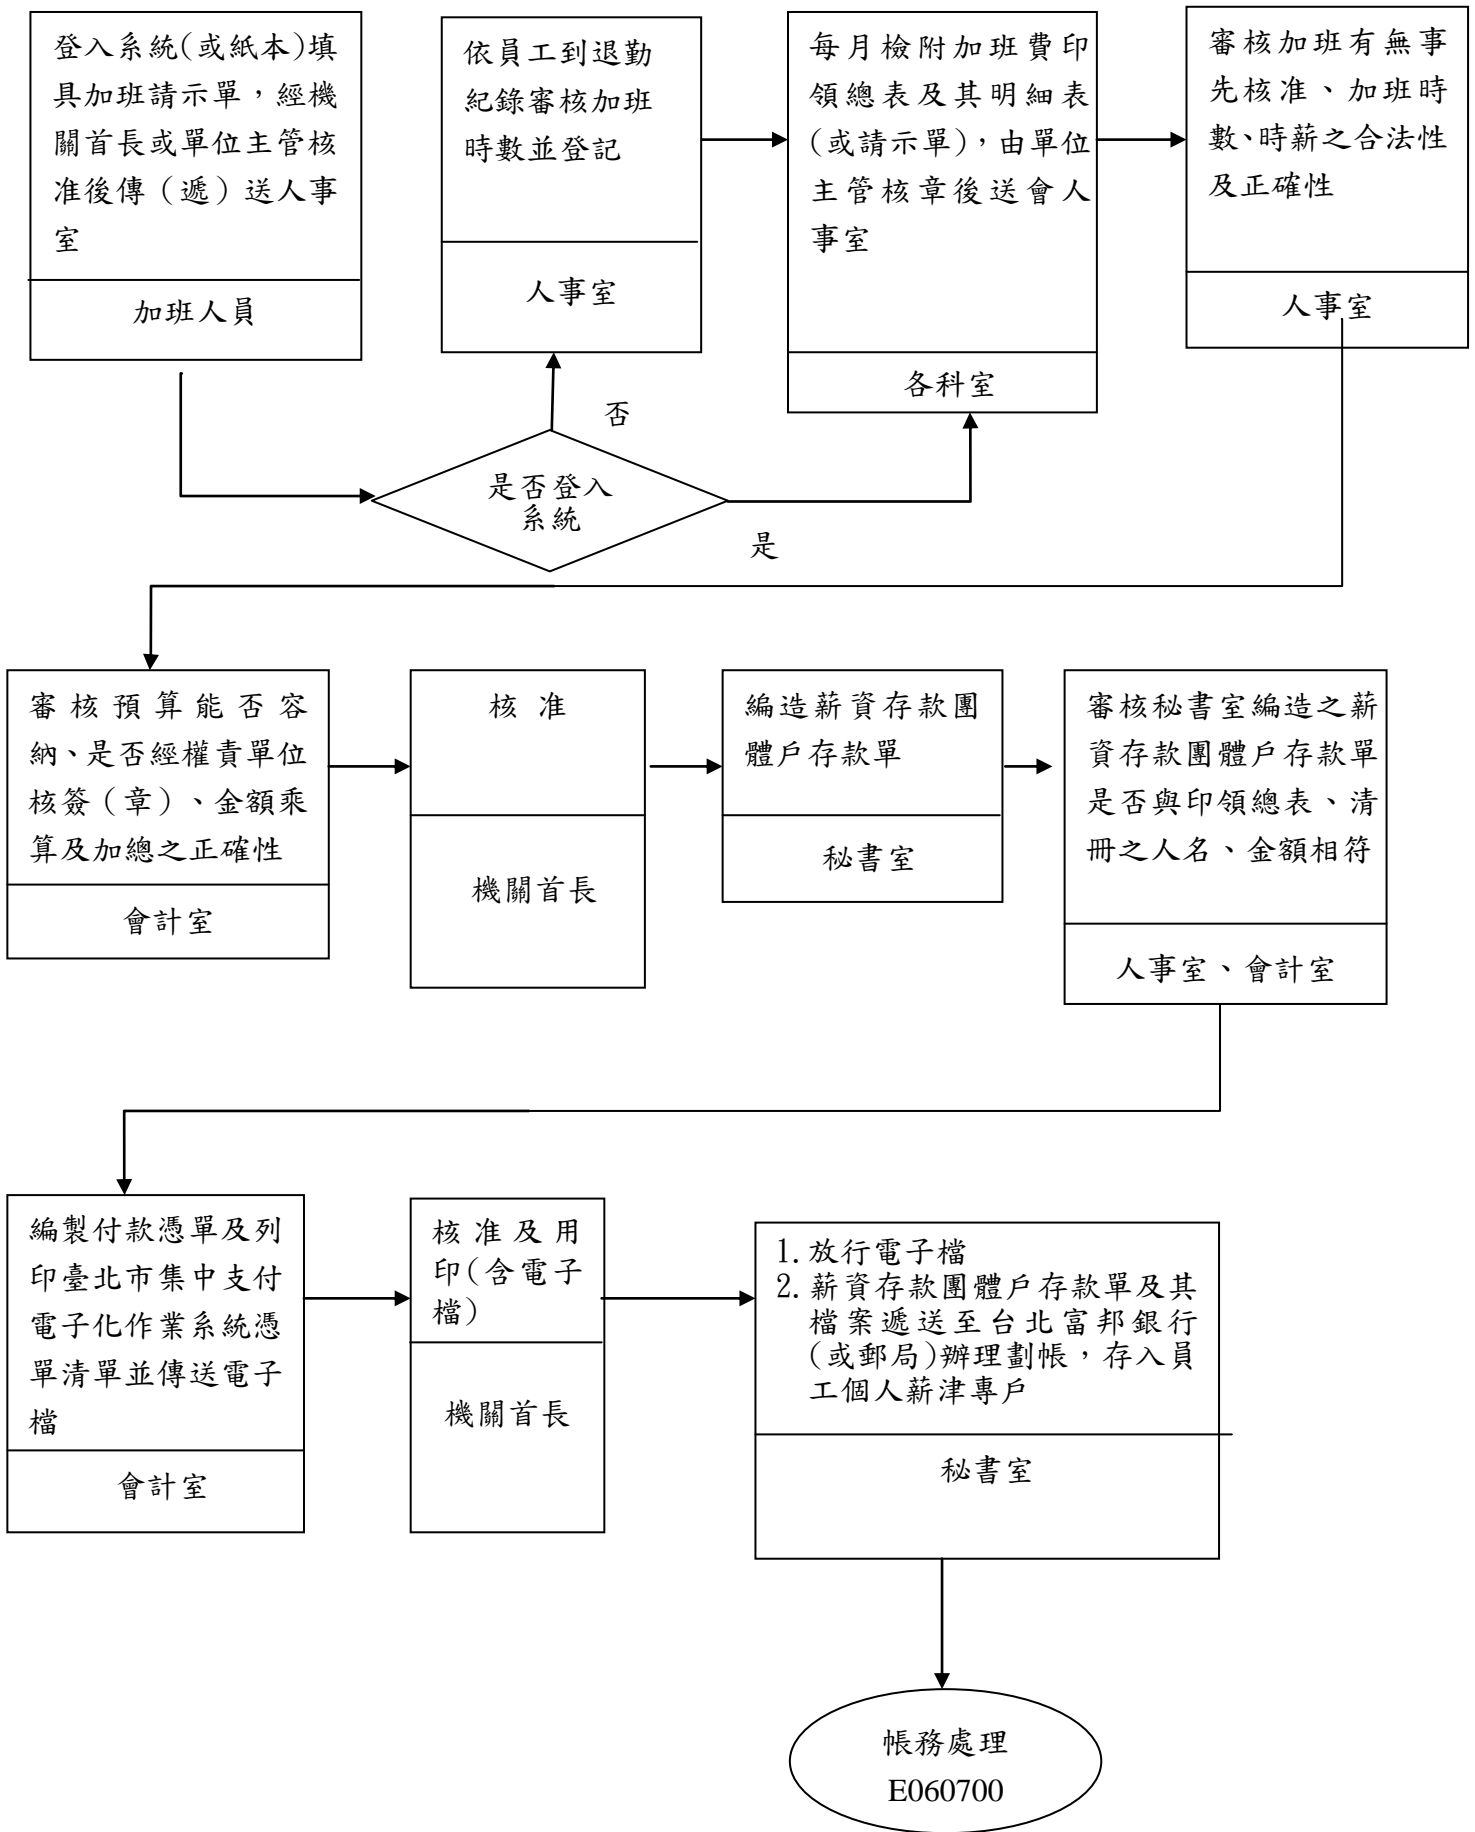 登入系統(或紙本)填
具加班請示單，經機
關首長或單位主管核
准後傳（遞）送人事
室
加班人員
依員工到退勤
紀錄審核加班
時數並登記
人事室
每月檢附加班費印
領總表及其明細表
(或請示單)，由單位
主管核章後送會人
事室
各科室
審核加班有無事
先核准、加班時
數、時薪之合法性
及正確性
人事室
否
是否登入
系統
是
審核預算能否容
納、是否經權責單位
核簽（章）、金額乘
算及加總之正確性
會計室
核准
機關首長
編造薪資存款團
體戶存款單
秘書室
審核秘書室編造之薪
資存款團體戶存款單
是否與印領總表、清
冊之人名、金額相符
人事室、會計室
編製付款憑單及列
印臺北市集中支付
電子化作業系統憑
單清單並傳送電子
檔
會計室
核准及用
印(含電子
檔)
機關首長
1.放行電子檔
2.薪資存款團體戶存款單及其
檔案遞送至台北富邦銀行
(或郵局)辦理劃帳，存入員
工個人薪津專戶
秘書室
帳務處理
E060700